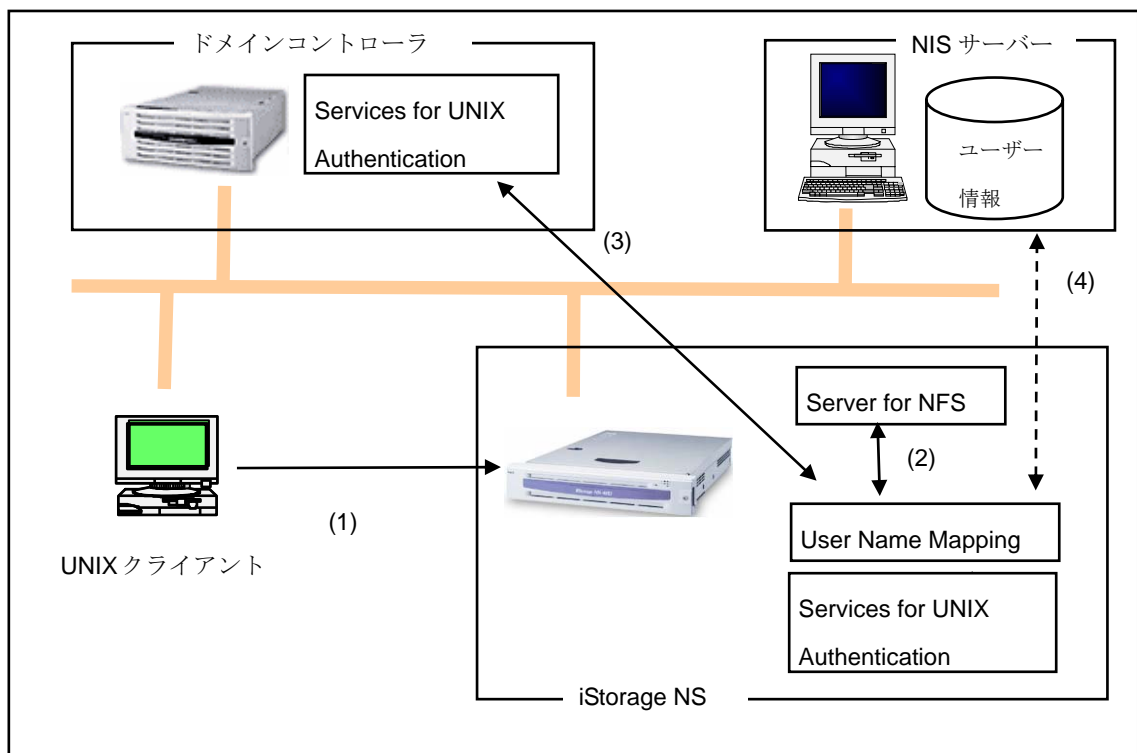 ドメインコントローラ
NIS サーバー
Services for UNIX
Authentication
ユーザー
情報
(3)
(4)
Server for NFS
(2)
(1)
User Name Mapping
UNIXクライアント
Services for UNIX
Authentication
iStorage NS